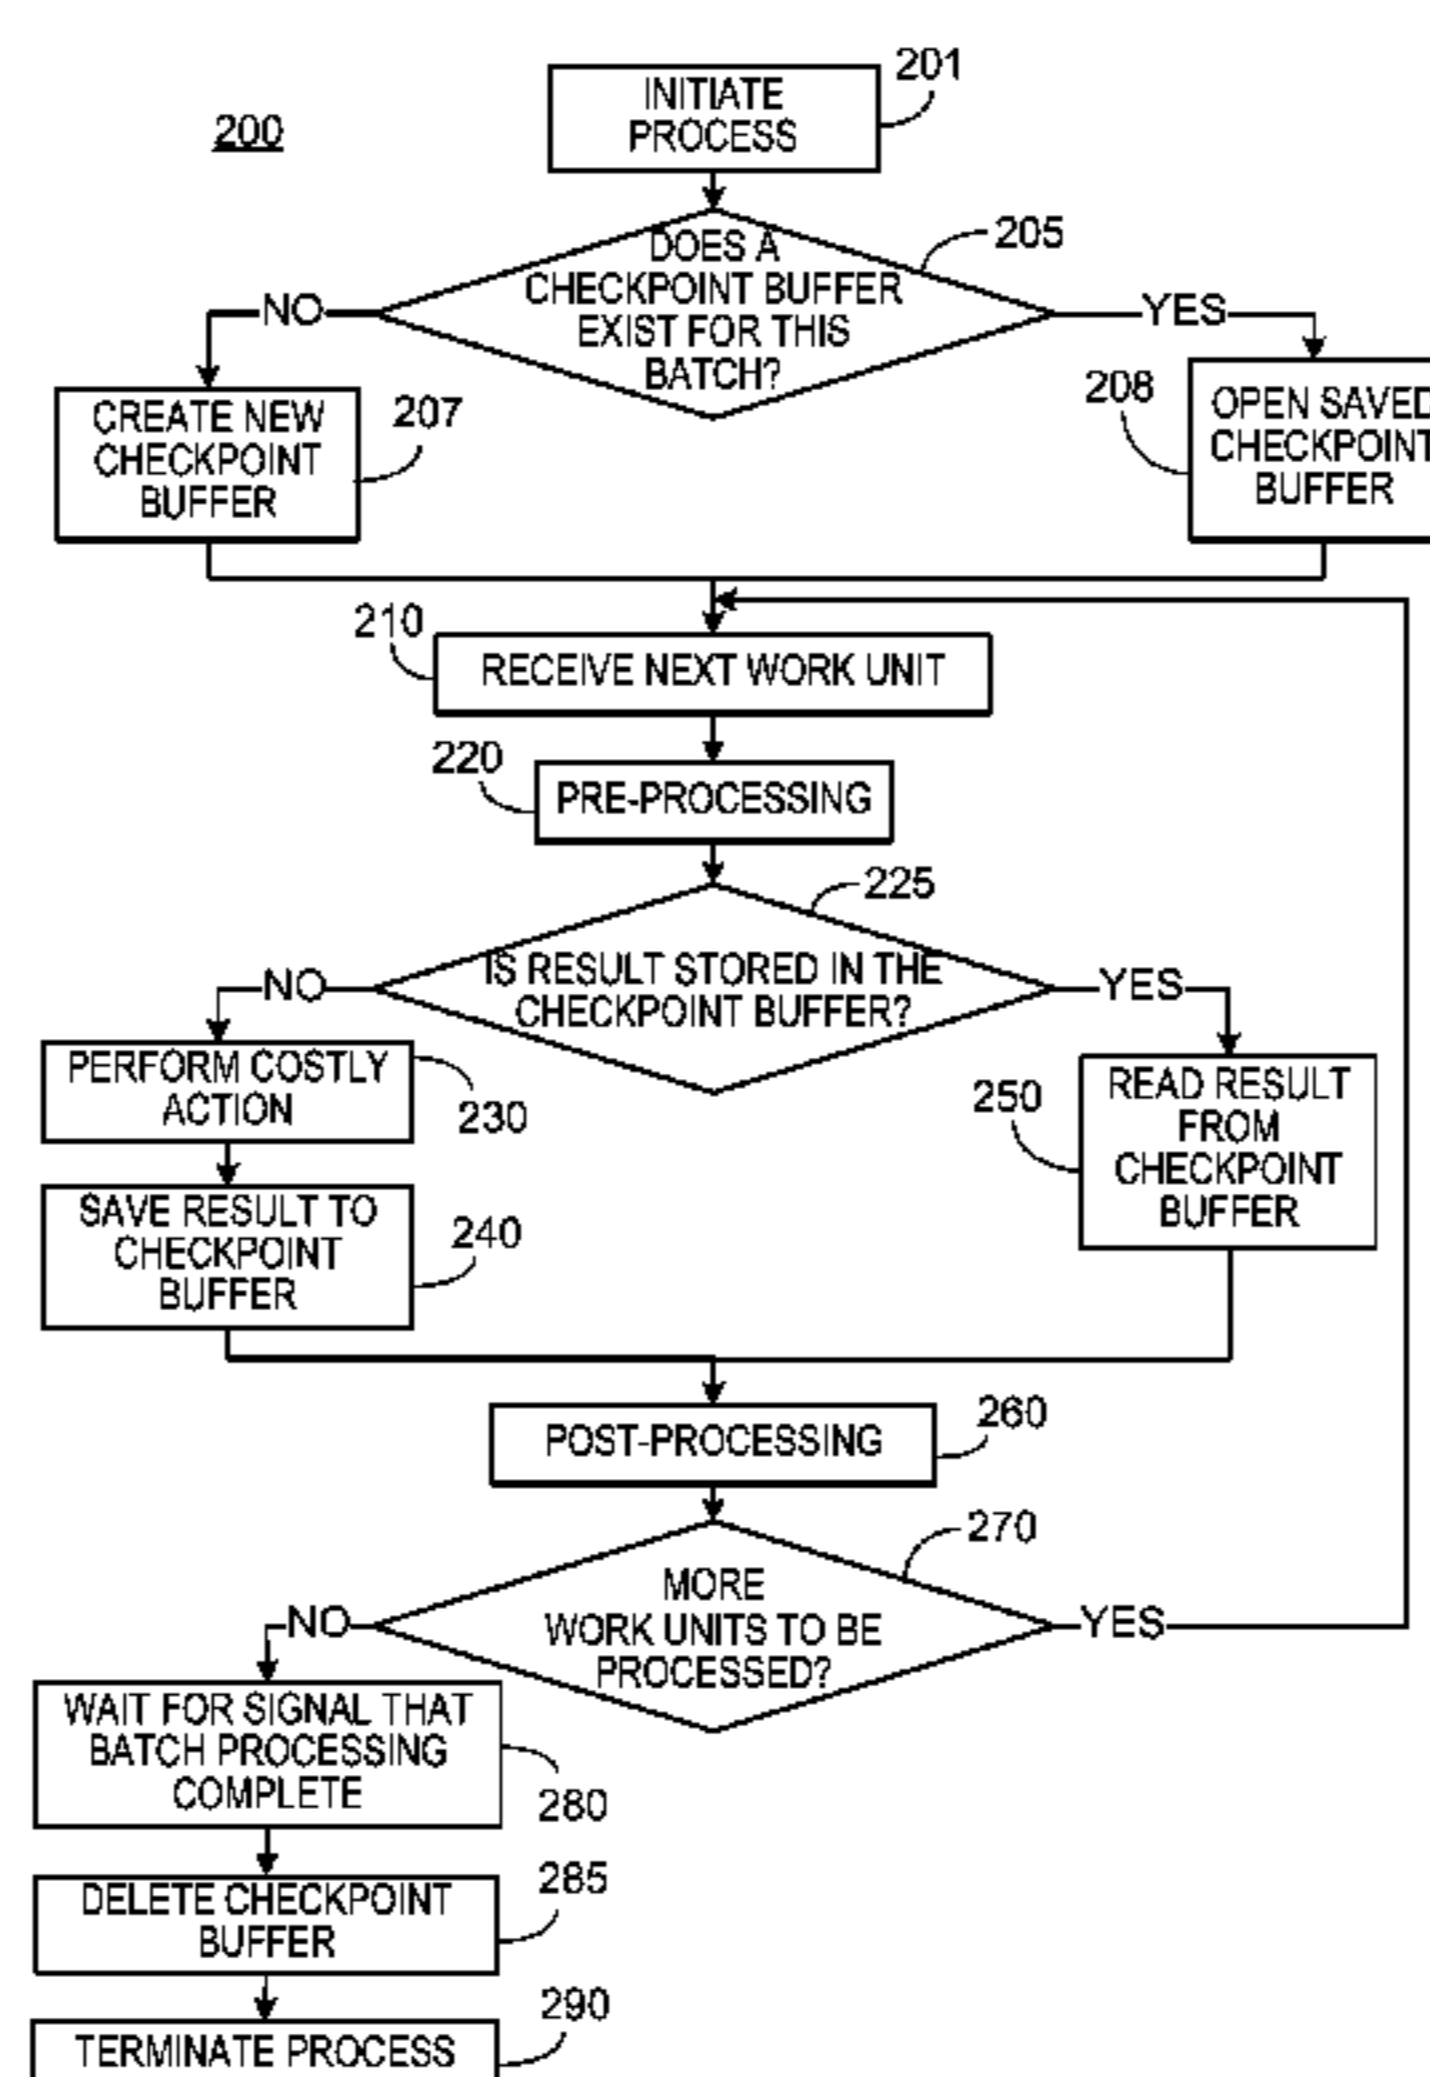 201
INITIATE
PROCESS
200
205
DOES A
CHECKPOINT BUFFER
EXIST FOR THIS
BATCH?
NO
YES
CREATE NEW
CHECKPOINT
BUFFER
207
208
OPEN SAVED
CHECKPOINT
BUFFER
210
RECEIVE NEXT WORK UNIT
220
PRE-PROCESSING
225
IS RESULT STORED IN THE
CHECKPOINT BUFFER?
NO
YES
PERFORM COSTLY
ACTION
230
250
READ RESULT
FROM
CHECKPOINT
BUFFER
SAVE RESULT TO
CHECKPOINT
BUFFER
240
260
POST-PROCESSING
270
MORE
WORK UNITS TO BE
PROCESSED?
NO
YES
WAIT FOR SIGNAL THAT
BATCH PROCESSING
COMPLETE
280
285
DELETE CHECKPOINT
BUFFER
290
TERMINATE PROCESS